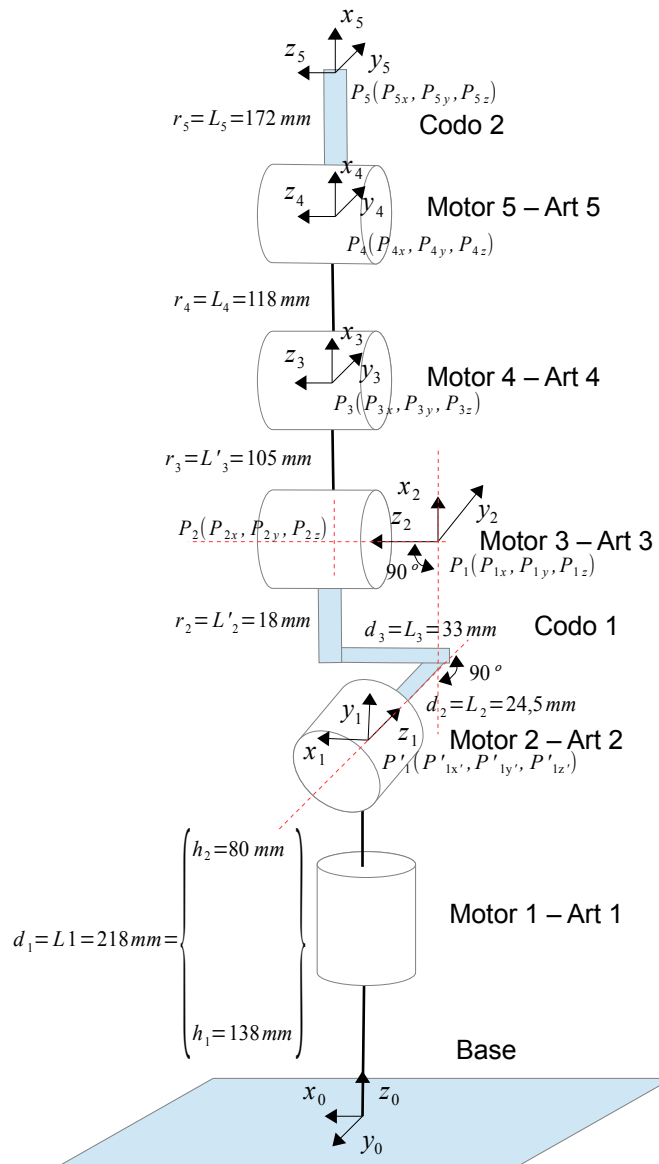 x5
z5
y5
P5(P5x, P5y, P5z)
r5=L5=172 mm
Codo 2
x4
z4
y4
Motor 5 – Art 5
P4(P4x, P4y, P4z)
r4=L4=118 mm
x3
z3
y3
Motor 4 – Art 4
P3(P3x, P3y, P3z)
r3=L'3=105 mm
x2
P2(P2x, P2y, P2z)
z2
y2
Motor 3 – Art 3
90º
P1(P1x, P1y, P1z)
r2=L'2=18 mm
d3=L3=33 mm
Codo 1
90º
d2=L2=24,5 mm
y1
z1
x1
Motor 2 – Art 2
P'1(P'1x', P'1y', P'1z')
h2=80 mm
Motor 1 – Art 1
d1=L1=218 mm=
h1=138 mm
Base
x0
z0
y0